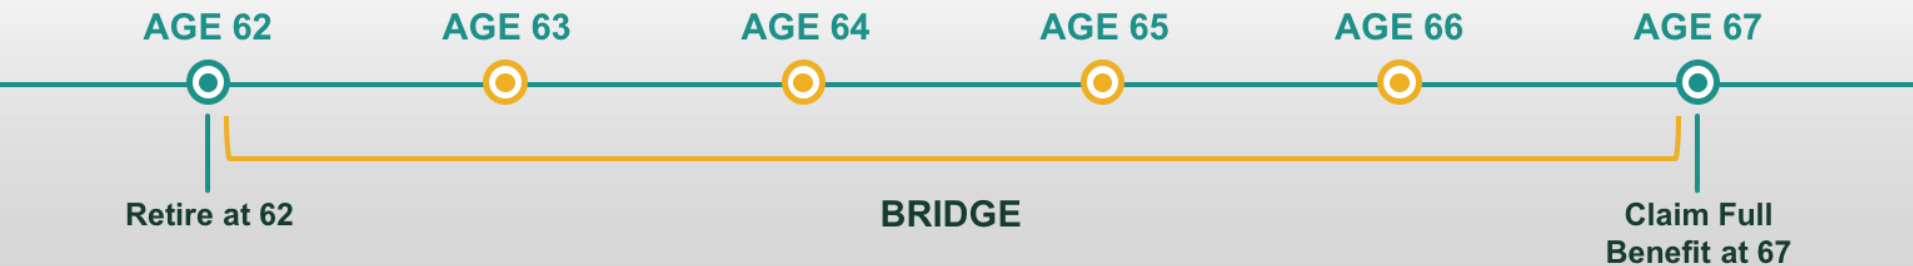 AGE 62 AGE 63 AGE 64 AGE 65 AGE 66 AGE 67
Retire at 62
BRIDGE
Claim Full
Benefit at 67